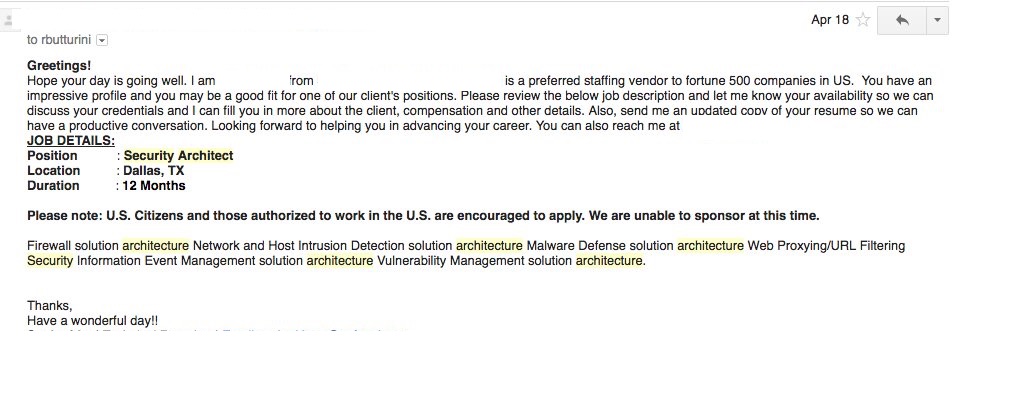 Apr 18
to rbutturini
Greetings!
Hope your day is going well. I am from is a preferred staffing vendor to fortune 500 companies in US. You have an
impressive profile and you may be a good fit for one of our client's positions. Please review the below job description and let me know your availability so we can
discuss your credentials and I can fill you in more about the client, compensation and other details. Also, send me an updated copy of your resume so we can
have a productive conversation. Looking forward to helping you in advancing your career. You can also reach me at
JOB DETAILS:
Position : Security Architect
Location : Dallas, TX
Duration : 12 Months
Please note: U.S. Citizens and those authorized to work in the U.S. are encouraged to apply. We are unable to sponsor at this time.
Firewall solution architecture Network and Host Intrusion Detection solution architecture Malware Defense solution architecture Web Proxying/URL Filtering
Security Information Event Management solution architecture Vulnerability Management solution architecture.
Thanks,
Have a wonderful day!!